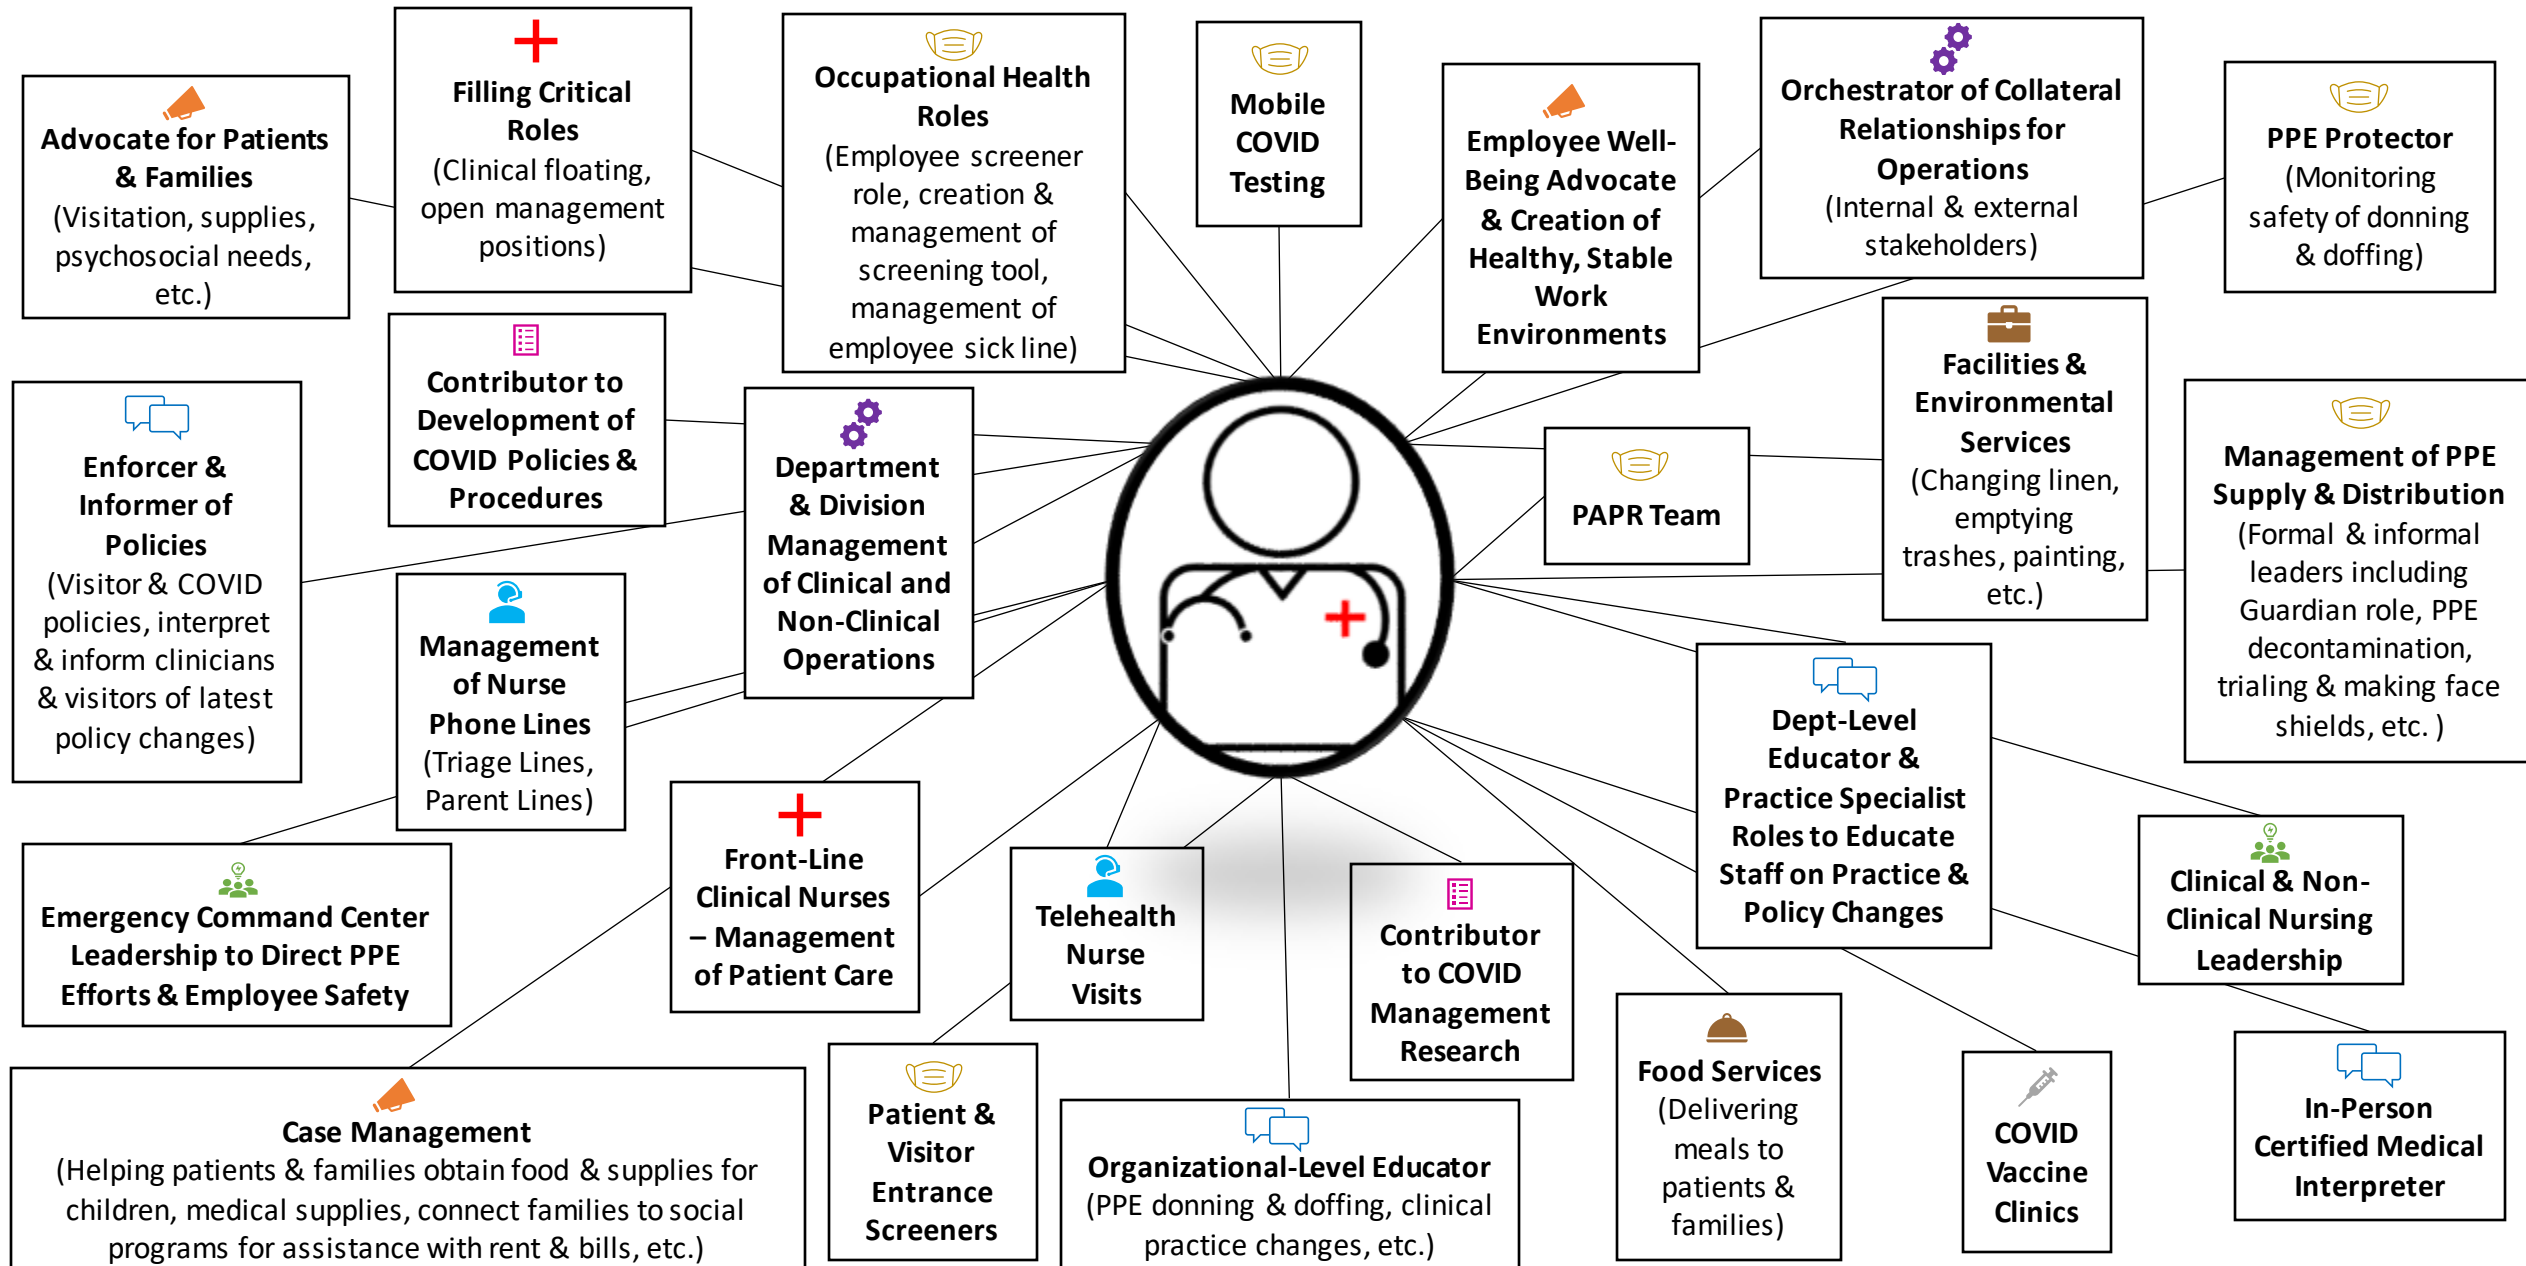 Advocate for Patients
& Families
(Visitation, supplies,
psychosocial needs,
etc.)
Filling Critical
Roles
(Clinical floating,
open management
positions)
Occupational Health
Roles
(Employee screener
role, creation &
management of
screening tool,
management of
employee sick line)
Mobile
COVID
Testing
Employee Well-
Being Advocate
& Creation of
Healthy, Stable
Work
Environments
Orchestrator of Collateral
Relationships for
Operations
(Internal & external
stakeholders)
PPE Protector
(Monitoring
safety of donning
& doffing)
Enforcer &
Informer of
Policies
(Visitor & COVID
policies, interpret
& inform clinicians
& visitors of latest
policy changes)
Contributor to
Development of
COVID Policies &
Procedures
Department
& Division
Management
of Clinical and
Non-Clinical
Operations
PAPR Team
Facilities &
Environmental
Services
(Changing linen,
emptying
trashes, painting,
etc.)
Management of PPE
Supply & Distribution
(Formal & informal
leaders including
Guardian role, PPE
decontamination,
trialing & making face
shields, etc. )
Management
of Nurse
Phone Lines
(Triage Lines,
Parent Lines)
Dept-Level
Educator &
Practice Specialist
Roles to Educate
Staff on Practice &
Policy Changes
Emergency Command Center
Leadership to Direct PPE
Efforts & Employee Safety
Front-Line
Clinical Nurses
– Management
of Patient Care
Telehealth
Nurse
Visits
Contributor
to COVID
Management
Research
Clinical & Non-
Clinical Nursing
Leadership
Case Management
(Helping patients & families obtain food & supplies for
children, medical supplies, connect families to social
programs for assistance with rent & bills, etc.)
Patient &
Visitor
Entrance
Screeners
Organizational-Level Educator
(PPE donning & doffing, clinical
practice changes, etc.)
Food Services
(Delivering
meals to
patients &
families)
COVID
Vaccine
Clinics
In-Person
Certified Medical
Interpreter